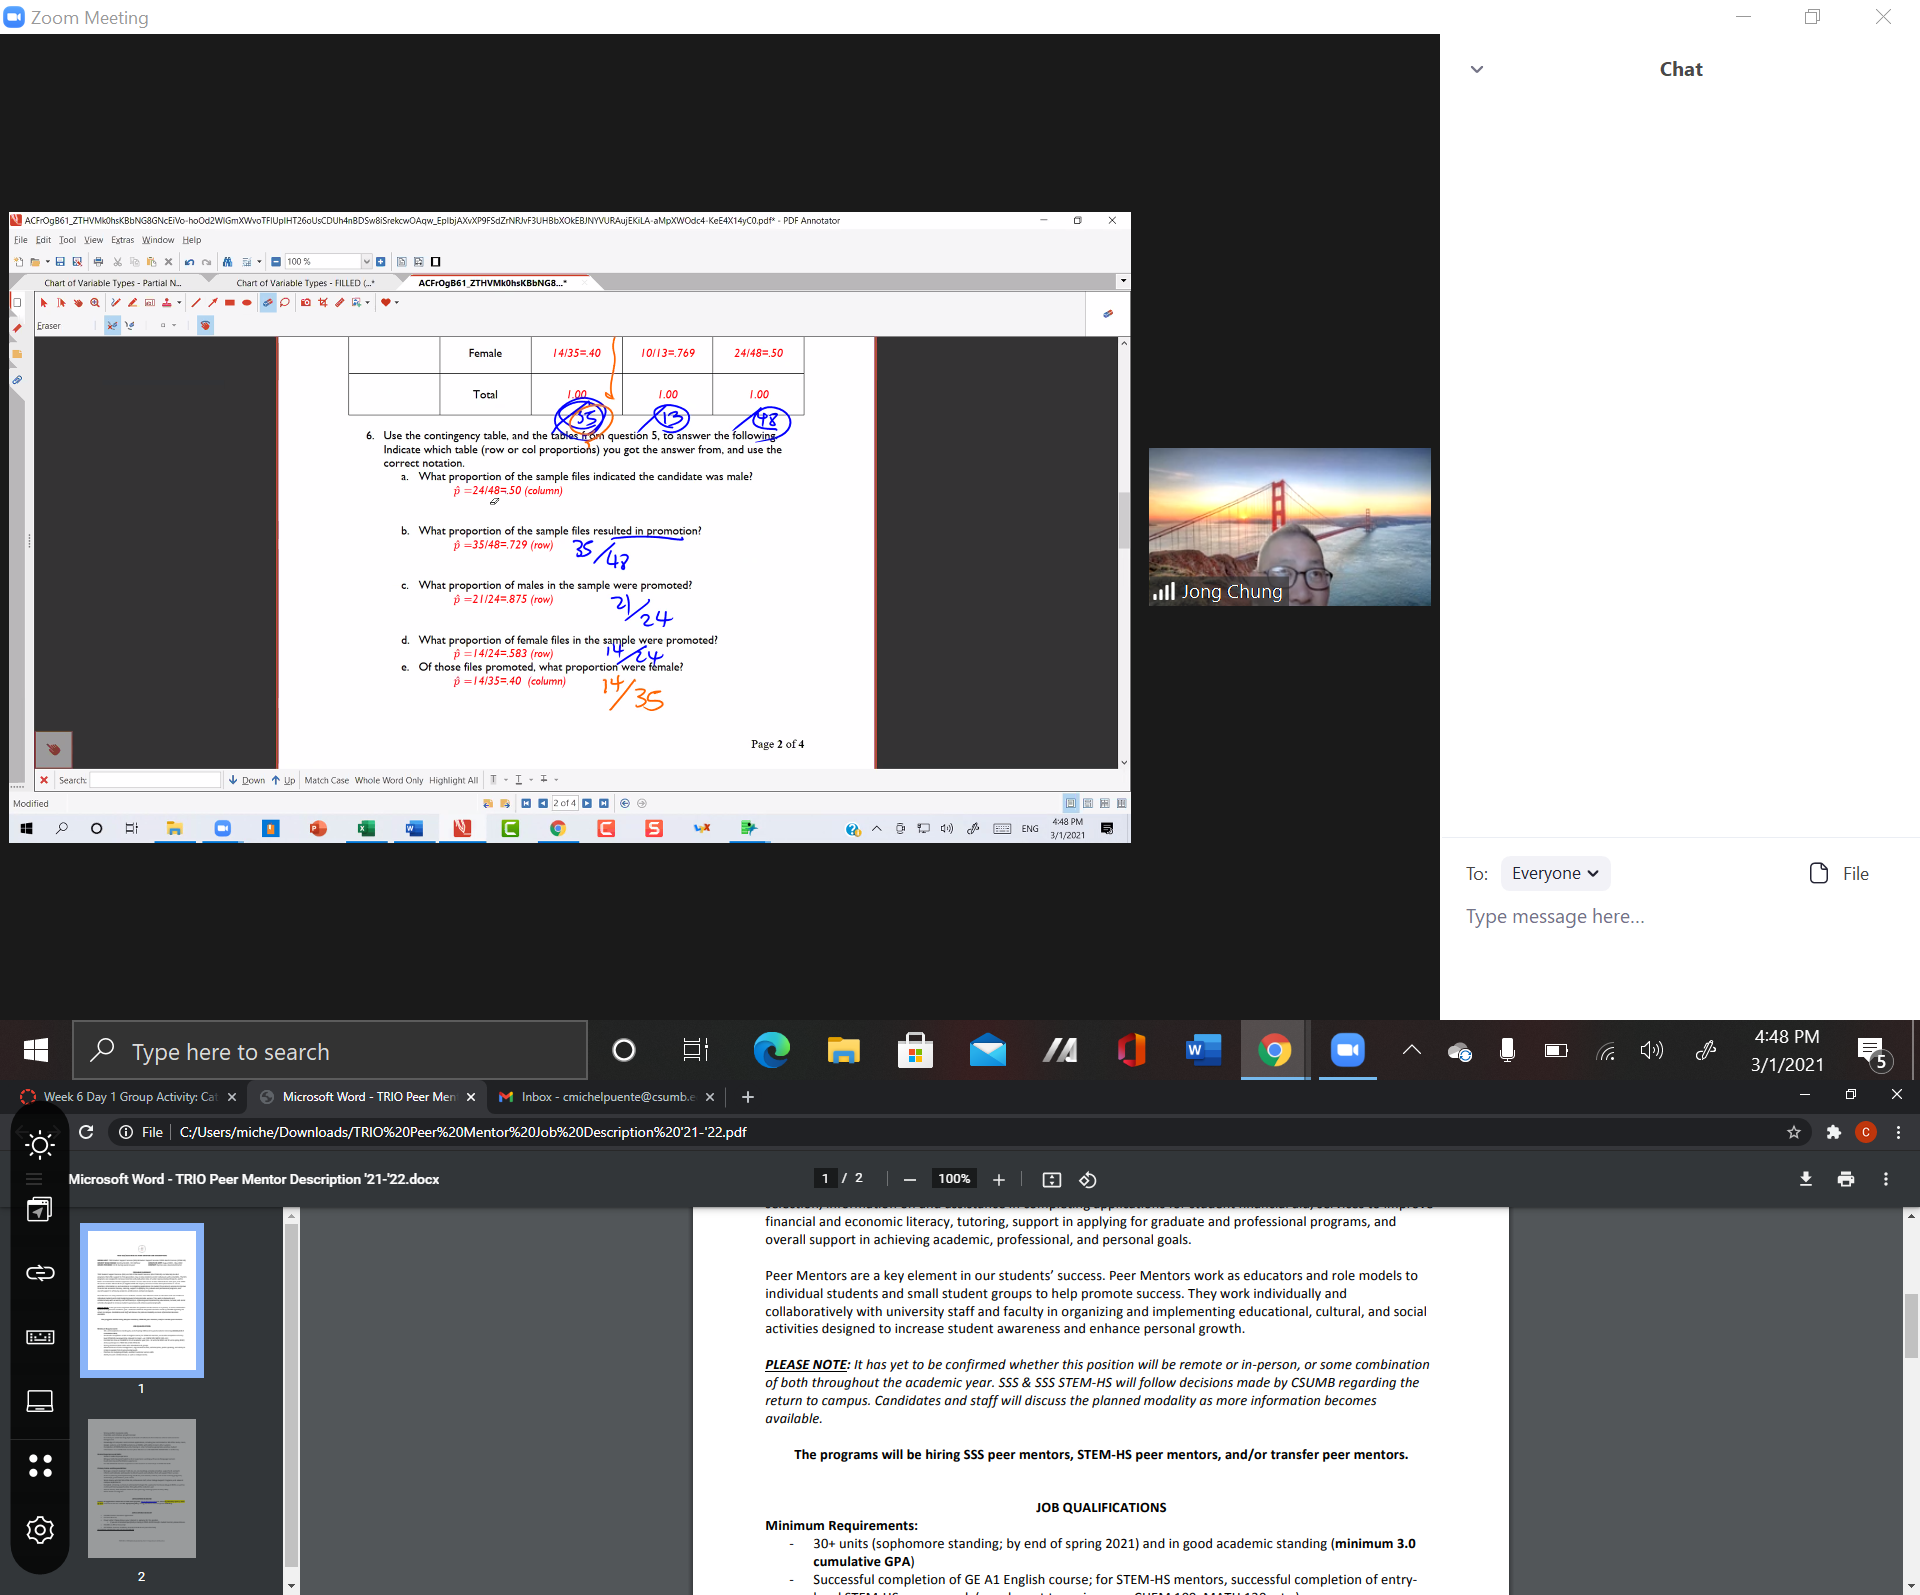 Zoom Meeting
Chat
ACFrOgB61_ZTHVMk0hsKBbNG8GNcEiVo-hoOd2WIGmXWvoTFlUpIHT26oUsCDUh4nBDSw8iSrekcwOAqw_EpIbjAXvXP9FSdZrNRJvF3UHBbXOkEBJNYVURAujEKiLA-aMpXWOdc4-KeE4X14yC0.pdf* - PDF Annotator
File Edit Tool View Extras Window Help
100 %
Chart of Variable Types - Partial N... Chart of Variable Types - FILLED (...* ACFrOgB61_ZTHVMk0hsKBbNG8...*
Eraser
Female 14/35=.40 10/13=.769 24/48=.50
Total 1.00 1.00 1.00
35 13 48
6. Use the contingency table, and the tables from question 5, to answer the following.
Indicate which table (row or col proportions) you got the answer from, and use the
correct notation.
a. What proportion of the sample files indicated the candidate was male?
p̂ =24/48=.50 (column)
b. What proportion of the sample files resulted in promotion?
p̂ =35/48=.729 (row) 35/48
c. What proportion of males in the sample were promoted?
p̂ =21/24=.875 (row) 21/24
d. What proportion of female files in the sample were promoted?
p̂ =14/24=.583 (row) 14/24
e. Of those files promoted, what proportion were female?
p̂ =14/35=.40 (column) 14/35
Page 2 of 4
Search: Down Up Match Case Whole Word Only Highlight All
Modified 2 of 4
ENG 4:48 PM
3/1/2021
Jong Chung
To: Everyone File
Type message here...
Type here to search 4:48 PM
3/1/2021 5
Week 6 Day 1 Group Activity: Cat Microsoft Word - TRIO Peer Men Inbox - cmichelpuente@csumb.e
File C:/Users/miche/Downloads/TRIO%20Peer%20Mentor%20Job%20Description%20'21-'22.pdf C
Microsoft Word - TRIO Peer Mentor Description '21-'22.docx 1 / 2 100%
financial and economic literacy, tutoring, support in applying for graduate and professional programs, and
overall support in achieving academic, professional, and personal goals.
Peer Mentors are a key element in our students' success. Peer Mentors work as educators and role models to
individual students and small student groups to help promote success. They work individually and
collaboratively with university staff and faculty in organizing and implementing educational, cultural, and social
activities designed to increase student awareness and enhance personal growth.
PLEASE NOTE: It has yet to be confirmed whether this position will be remote or in-person, or some combination
of both throughout the academic year. SSS & SSS STEM-HS will follow decisions made by CSUMB regarding the
return to campus. Candidates and staff will discuss the planned modality as more information becomes
available.
The programs will be hiring SSS peer mentors, STEM-HS peer mentors, and/or transfer peer mentors.
JOB QUALIFICATIONS
Minimum Requirements:
- 30+ units (sophomore standing; by end of spring 2021) and in good academic standing (minimum 3.0
cumulative GPA)
- Successful completion of GE A1 English course; for STEM-HS mentors, successful completion of entry-
1
2